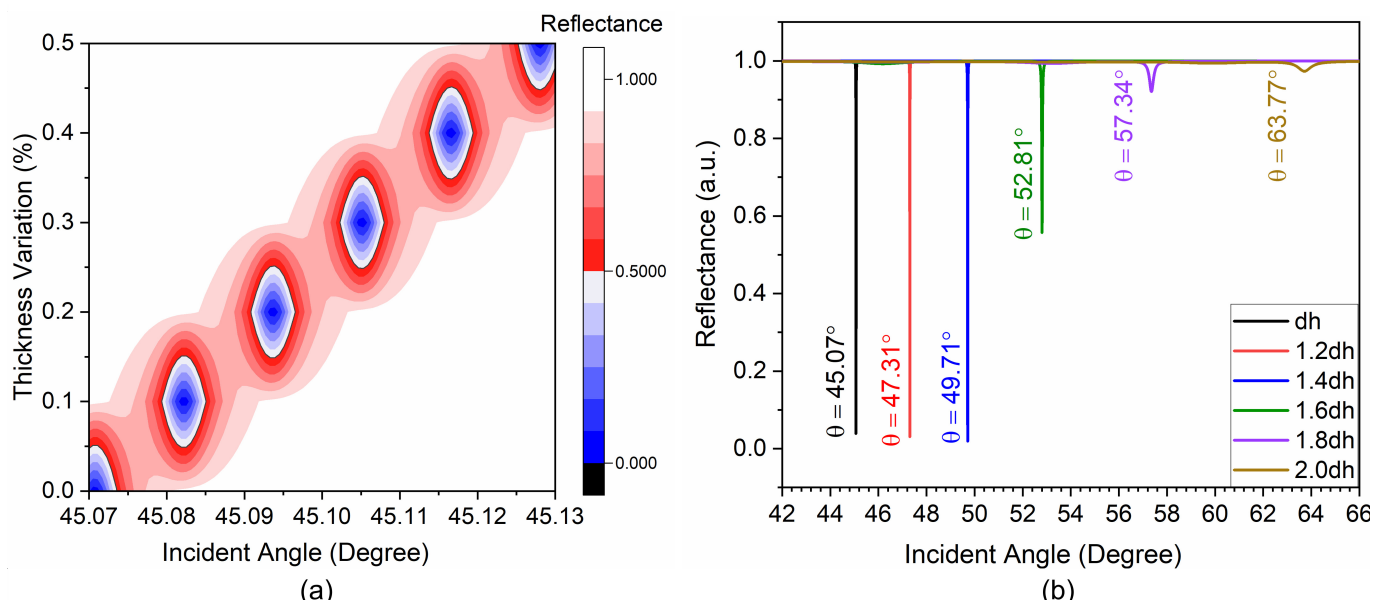 Reflectance
0.5
0.4
0.3
0.2
0.1
0.0
Thickness Variation (%)
45.07 45.08 45.09 45.10 45.11 45.12 45.13
Incident Angle (Degree)
1.000
0.5000
0.000
(a)
1.0
0.8
0.6
0.4
0.2
0.0
Reflectance (a.u.)
θ = 45.07°
θ = 47.31°
θ = 49.71°
θ = 52.81°
θ = 57.34°
θ = 63.77°
dh
1.2dh
1.4dh
1.6dh
1.8dh
2.0dh
42 44 46 48 50 52 54 56 58 60 62 64 66
Incident Angle (Degree)
(b)